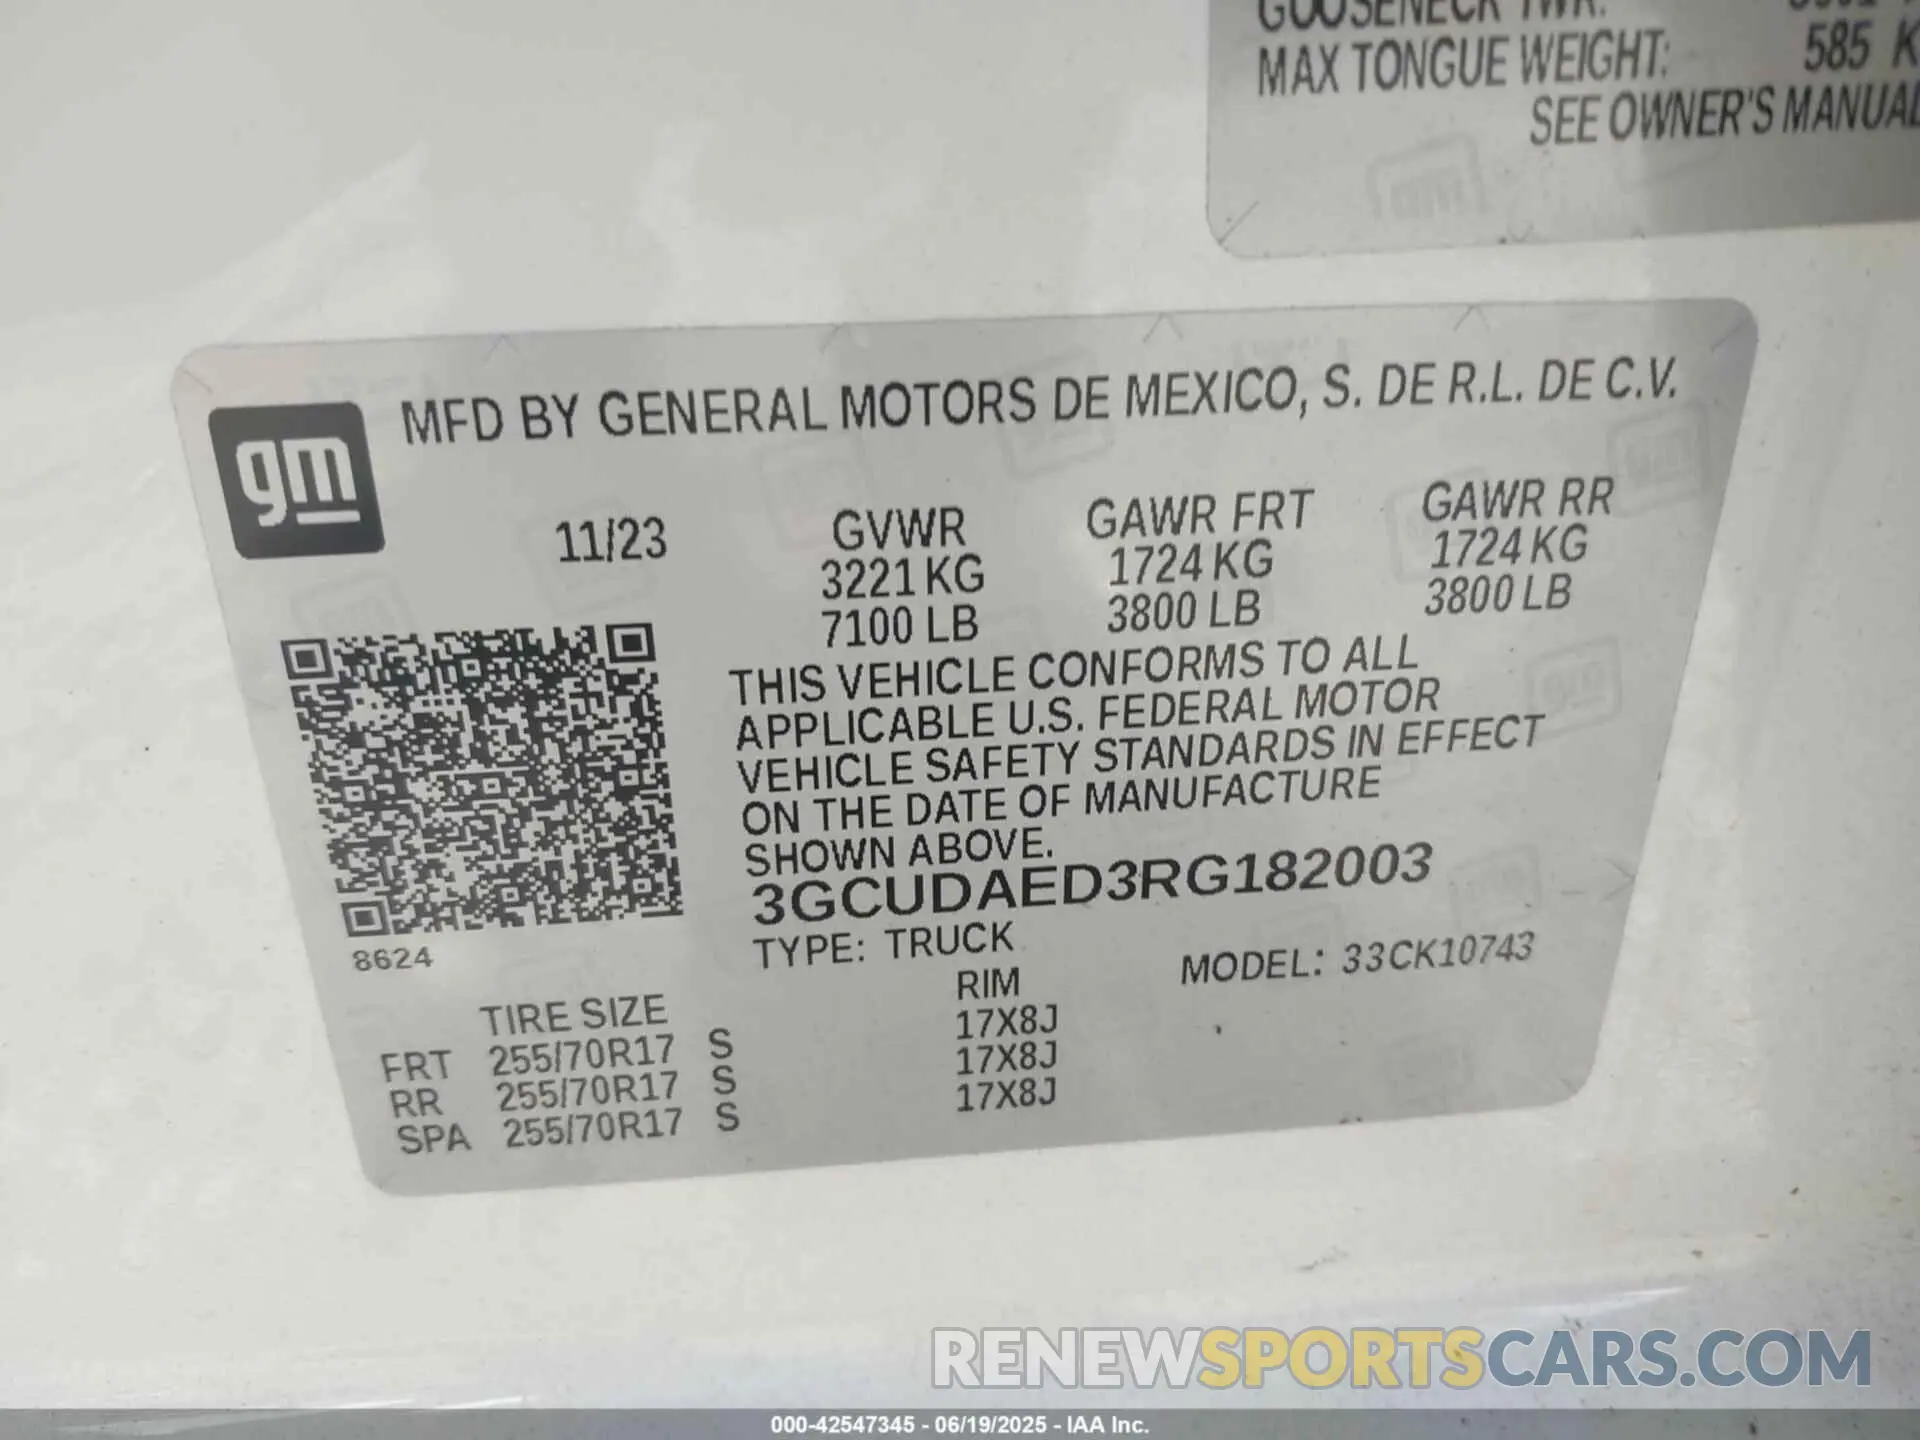 GOOSENECK TWR:
MAX TONGUE WEIGHT: 585 K
SEE OWNER'S MANUAL
gm
MFD BY GENERAL MOTORS DE MEXICO, S. DE R.L. DE C.V.
11/23 GVWR GAWR FRT GAWR RR
3221 KG 1724 KG 1724 KG
7100 LB 3800 LB 3800 LB
THIS VEHICLE CONFORMS TO ALL
APPLICABLE U.S. FEDERAL MOTOR
VEHICLE SAFETY STANDARDS IN EFFECT
ON THE DATE OF MANUFACTURE
SHOWN ABOVE.
3GCUDAED3RG182003
8624
TYPE: TRUCK MODEL: 33CK10743
TIRE SIZE RIM
FRT 255/70R17 S 17X8J
RR 255/70R17 S 17X8J
SPA 255/70R17 S 17X8J
RENEWSPORTSCARS.COM
000-42547345 - 06/19/2025 - IAA Inc.